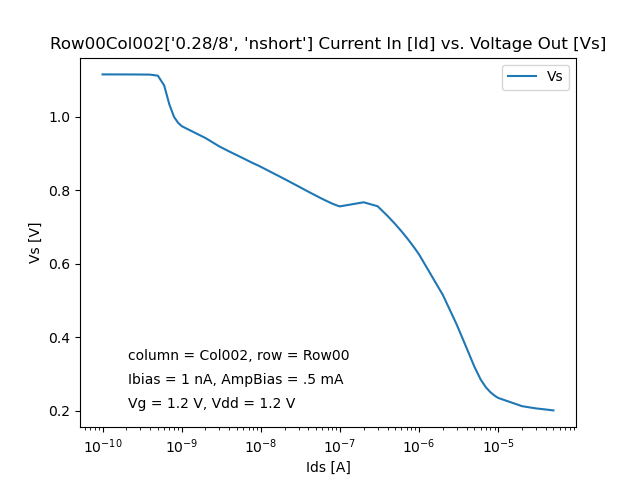 Row00Col002['0.28/8', 'nshort'] Current In [Id] vs. Voltage Out [Vs]
Vs
1.0
0.8
0.6
0.4
0.2
Vs [V]
column = Col002, row = Row00
Ibias = 1 nA, AmpBias = .5 mA
Vg = 1.2 V, Vdd = 1.2 V
10⁻¹⁰ 10⁻⁹ 10⁻⁸ 10⁻⁷ 10⁻⁶ 10⁻⁵
Ids [A]